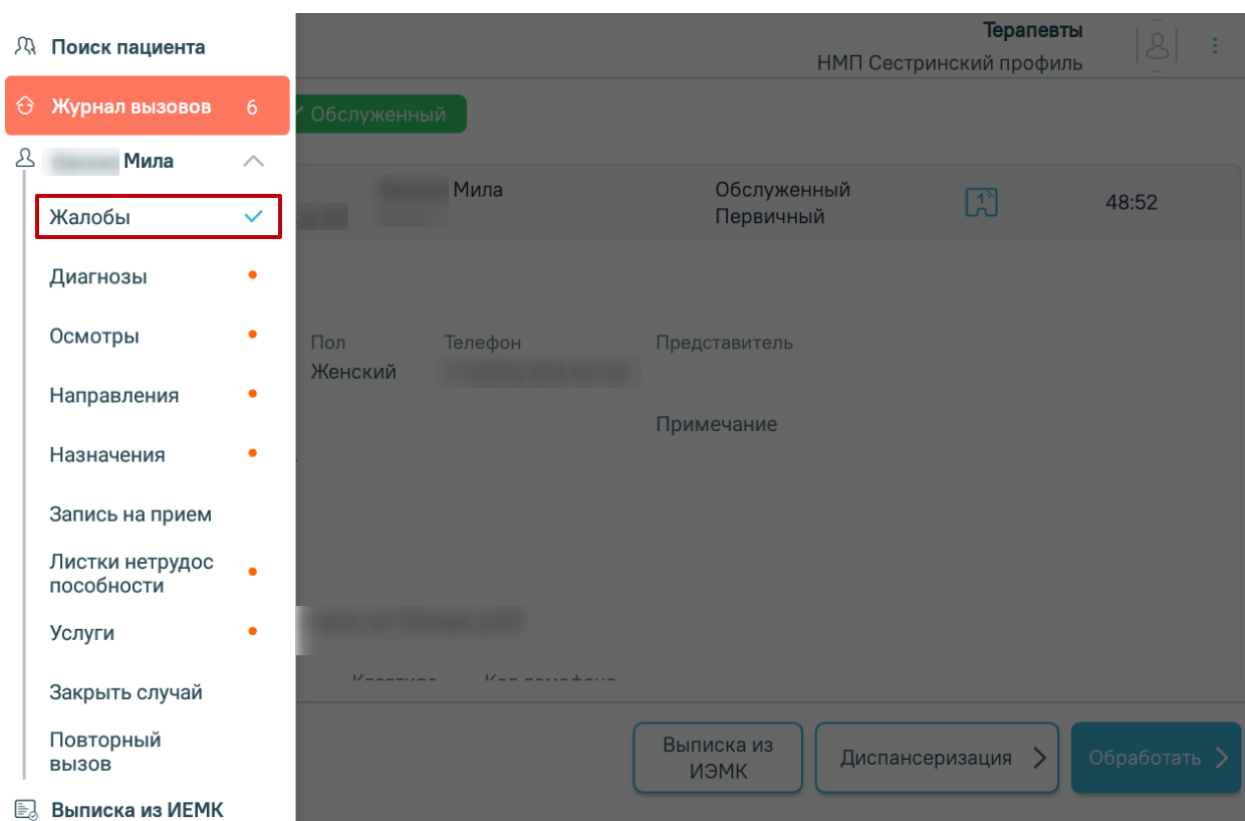 Поиск пациента
Журнал вызовов 6
Мила
Жалобы
Диагнозы
Осмотры
Направления
Назначения
Запись на прием
Листки нетрудос
пособности
Услуги
Закрыть случай
Повторный
вызов
Выписка из ИЕМК
Терапевты
НМП Сестринский профиль
Обслуженный
Мила
Обслуженный
Первичный
1
48:52
Пол
Телефон
Представитель
Женский
Примечание
Выписка из
ИЭМК
Диспансеризация
Обработать